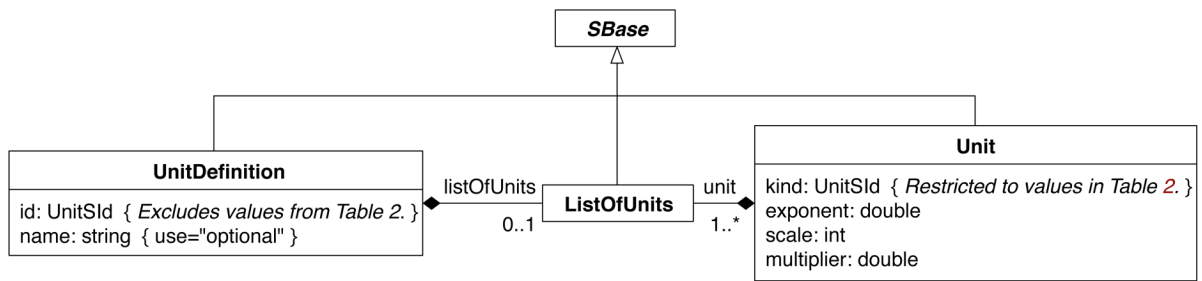 SBase
UnitDefinition
id: UnitSId { Excludes values from Table 2. }
name: string { use="optional" }
listOfUnits
0..1
ListOfUnits
unit
1..*
Unit
kind: UnitSId { Restricted to values in Table 2. }
exponent: double
scale: int
multiplier: double